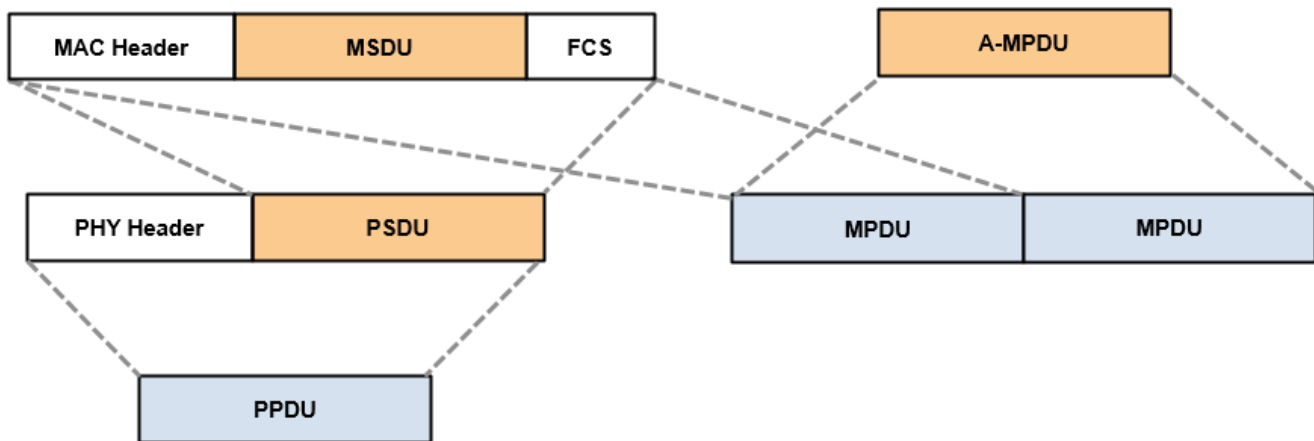 MAC Header
MSDU
FCS
A-MPDU
PHY Header
PSDU
MPDU
MPDU
PPDU